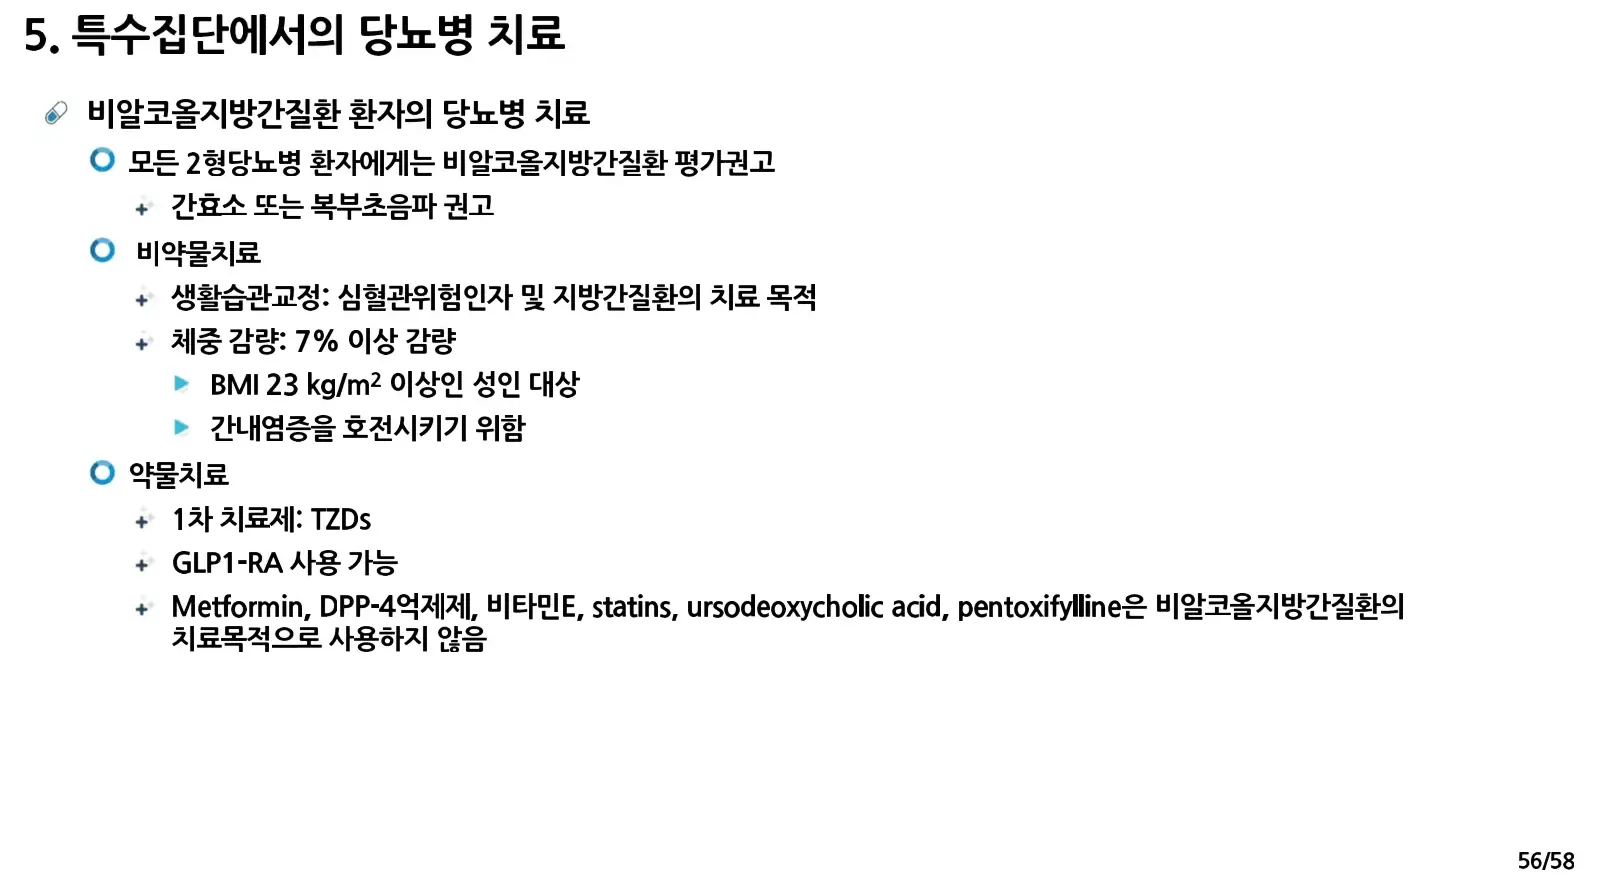 5. 특수집단에서의 당뇨병 치료
비알코올지방간질환 환자의 당뇨병 치료
모든 2형당뇨병 환자에게는 비알코올지방간질환 평가권고
간효소 또는 복부초음파 권고
비약물치료
생활습관교정: 심혈관위험인자 및 지방간질환의 치료 목적
체중 감량: 7% 이상 감량
BMI 23 kg/m² 이상인 성인 대상
간내염증을 호전시키기 위함
약물치료
1차 치료제: TZDs
GLP1-RA 사용 가능
Metformin, DPP-4억제제, 비타민E, statins, ursodeoxycholic acid, pentoxifylline은 비알코올지방간질환의
치료목적으로 사용하지 않음
56/58